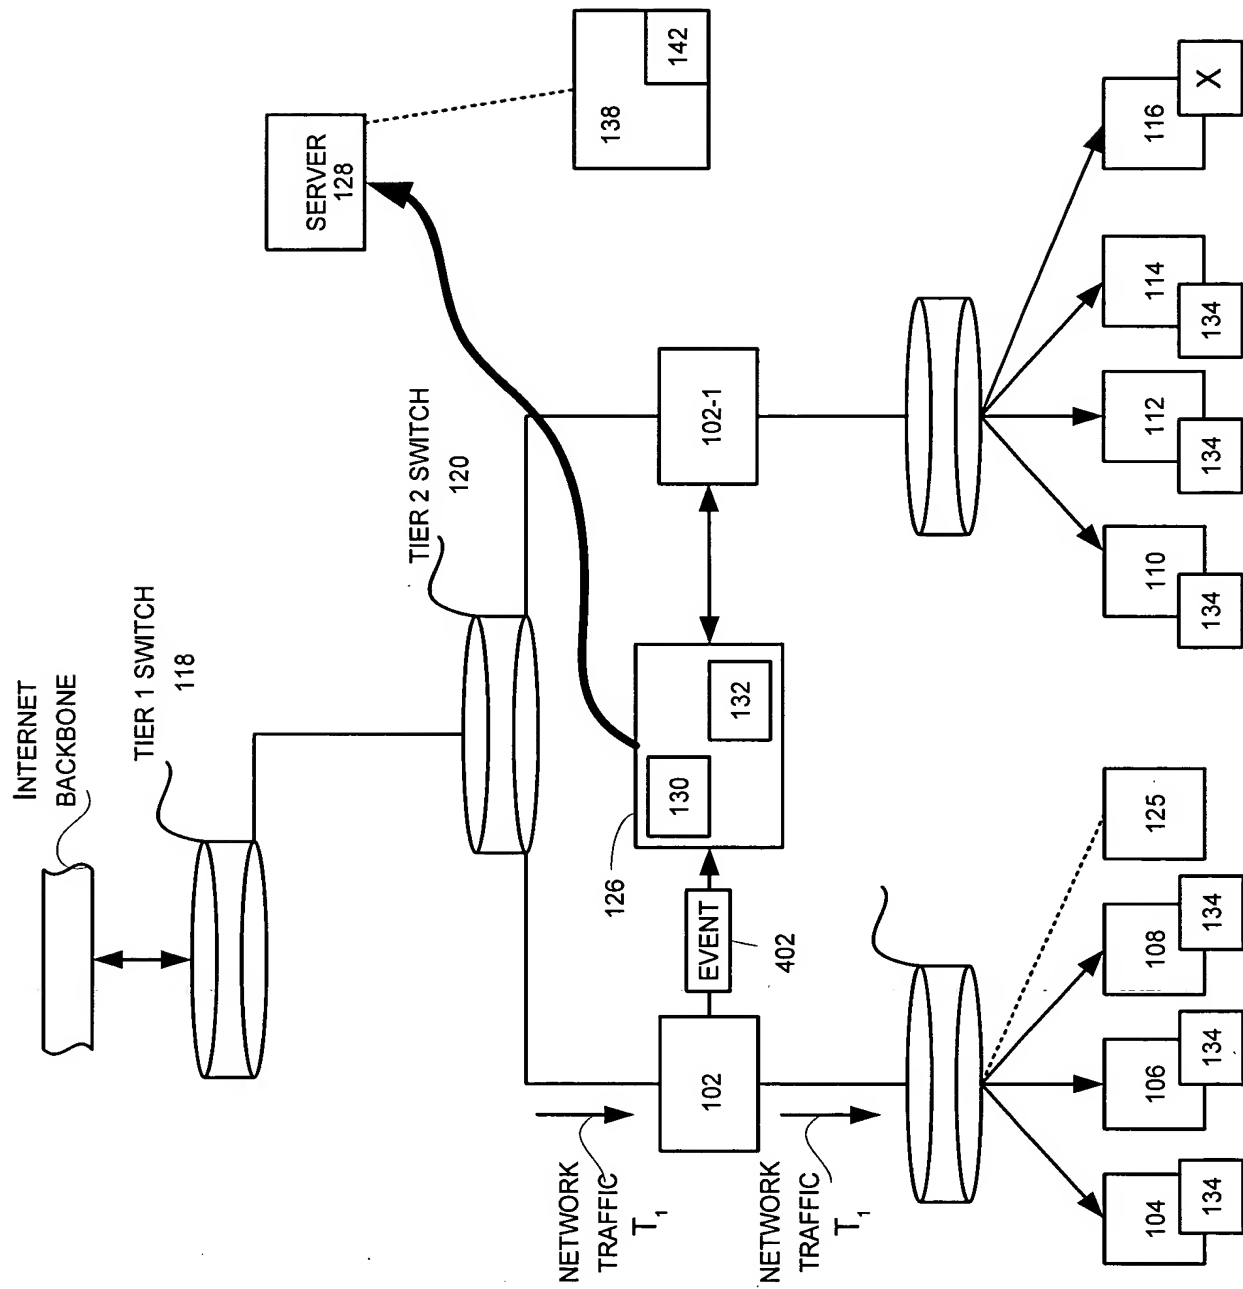 INTERNET
BACKBONE
TIER 1 SWITCH
118
TIER 2 SWITCH
120
SERVER
128
138
142
NETWORK
TRAFFIC
T1
102
EVENT
402
126
130
132
102-1
NETWORK
TRAFFIC
T1
104
134
106
134
108
134
125
110
134
112
134
114
134
116
X